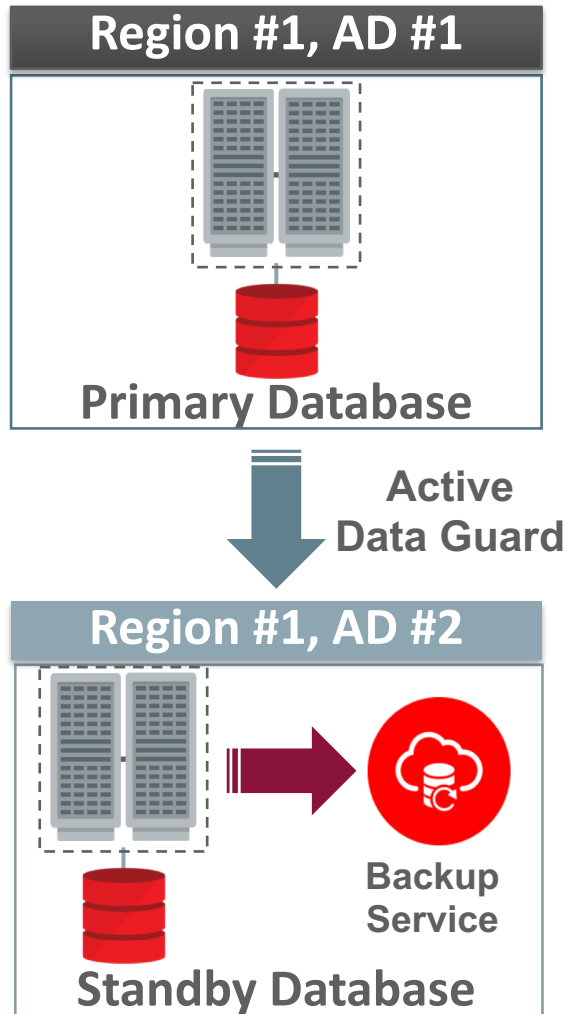 Region #1, AD #1
Primary Database
Active
Data Guard
Region #1, AD #2
Backup
Service
Standby Database